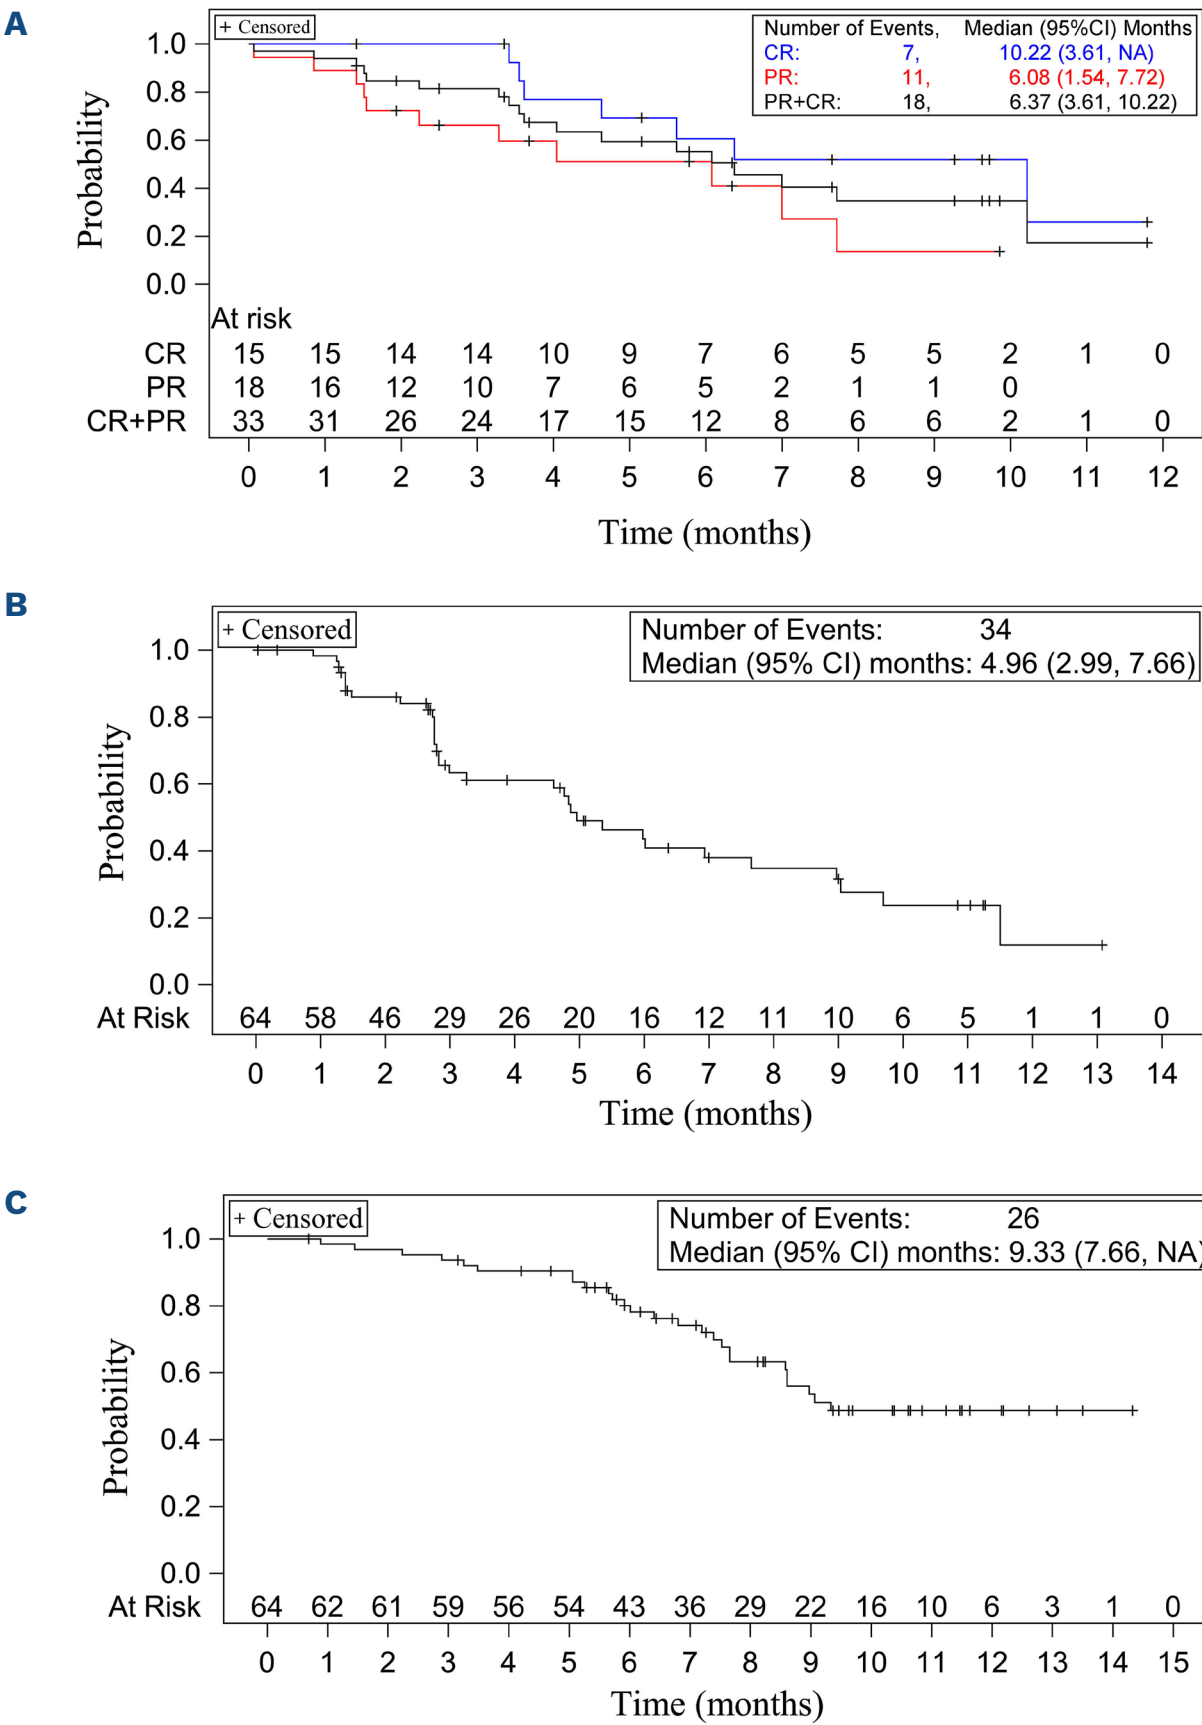 A
+ Censored
Number of Events, Median (95%CI) Months
CR: 7, 10.22 (3.61, NA)
PR: 11, 6.08 (1.54, 7.72)
PR+CR: 18, 6.37 (3.61, 10.22)
Probability
1.0
0.8
0.6
0.4
0.2
0.0
At risk
CR 15 15 14 14 10 9 7 6 5 5 2 1 0
PR 18 16 12 10 7 6 5 2 1 1 0
CR+PR 33 31 26 24 17 15 12 8 6 6 2 1 0
0 1 2 3 4 5 6 7 8 9 10 11 12
Time (months)
B
+ Censored
Number of Events: 34
Median (95% CI) months: 4.96 (2.99, 7.66)
Probability
1.0
0.8
0.6
0.4
0.2
0.0
At Risk 64 58 46 29 26 20 16 12 11 10 6 5 1 1 0
0 1 2 3 4 5 6 7 8 9 10 11 12 13 14
Time (months)
C
+ Censored
Number of Events: 26
Median (95% CI) months: 9.33 (7.66, NA)
Probability
1.0
0.8
0.6
0.4
0.2
0.0
At Risk 64 62 61 59 56 54 43 36 29 22 16 10 6 3 1 0
0 1 2 3 4 5 6 7 8 9 10 11 12 13 14 15
Time (months)